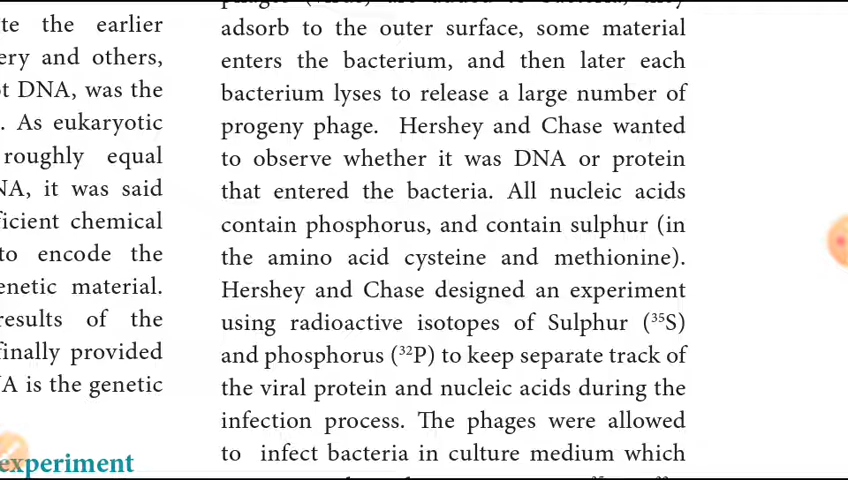 te the earlier
ery and others,
ot DNA, was the
. As eukaryotic
roughly equal
NA, it was said
ficient chemical
to encode the
enetic material.
results of the
finally provided
A is the genetic
experiment
adsorb to the outer surface, some material
enters the bacterium, and then later each
bacterium lyses to release a large number of
progeny phage. Hershey and Chase wanted
to observe whether it was DNA or protein
that entered the bacteria. All nucleic acids
contain phosphorus, and contain sulphur (in
the amino acid cysteine and methionine).
Hershey and Chase designed an experiment
using radioactive isotopes of Sulphur (³⁵S)
and phosphorus (³²P) to keep separate track of
the viral protein and nucleic acids during the
infection process. The phages were allowed
to infect bacteria in culture medium which